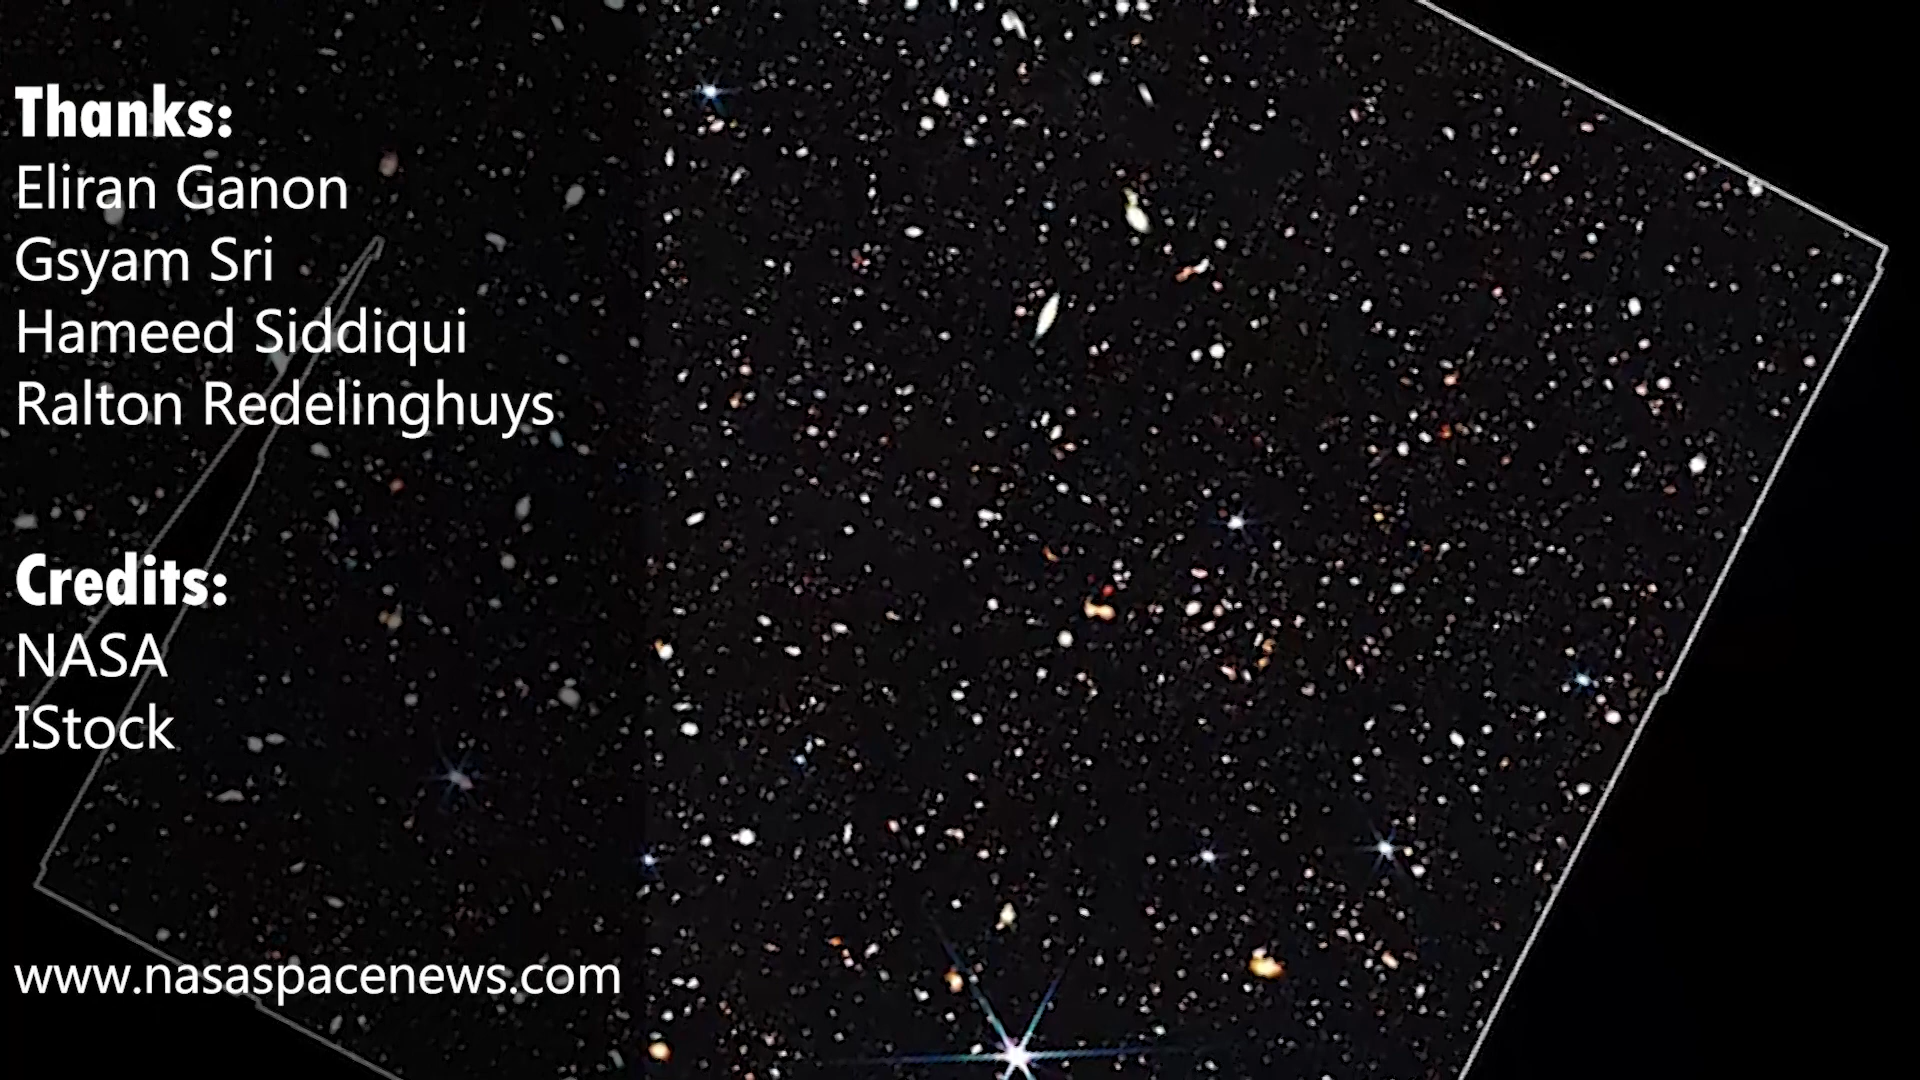 Thanks:
Eliran Ganon
Gsyam Sri
Hameed Siddiqui
Ralton Redelinghuys
Credits:
NASA
IStock
www.nasaspacenews.com